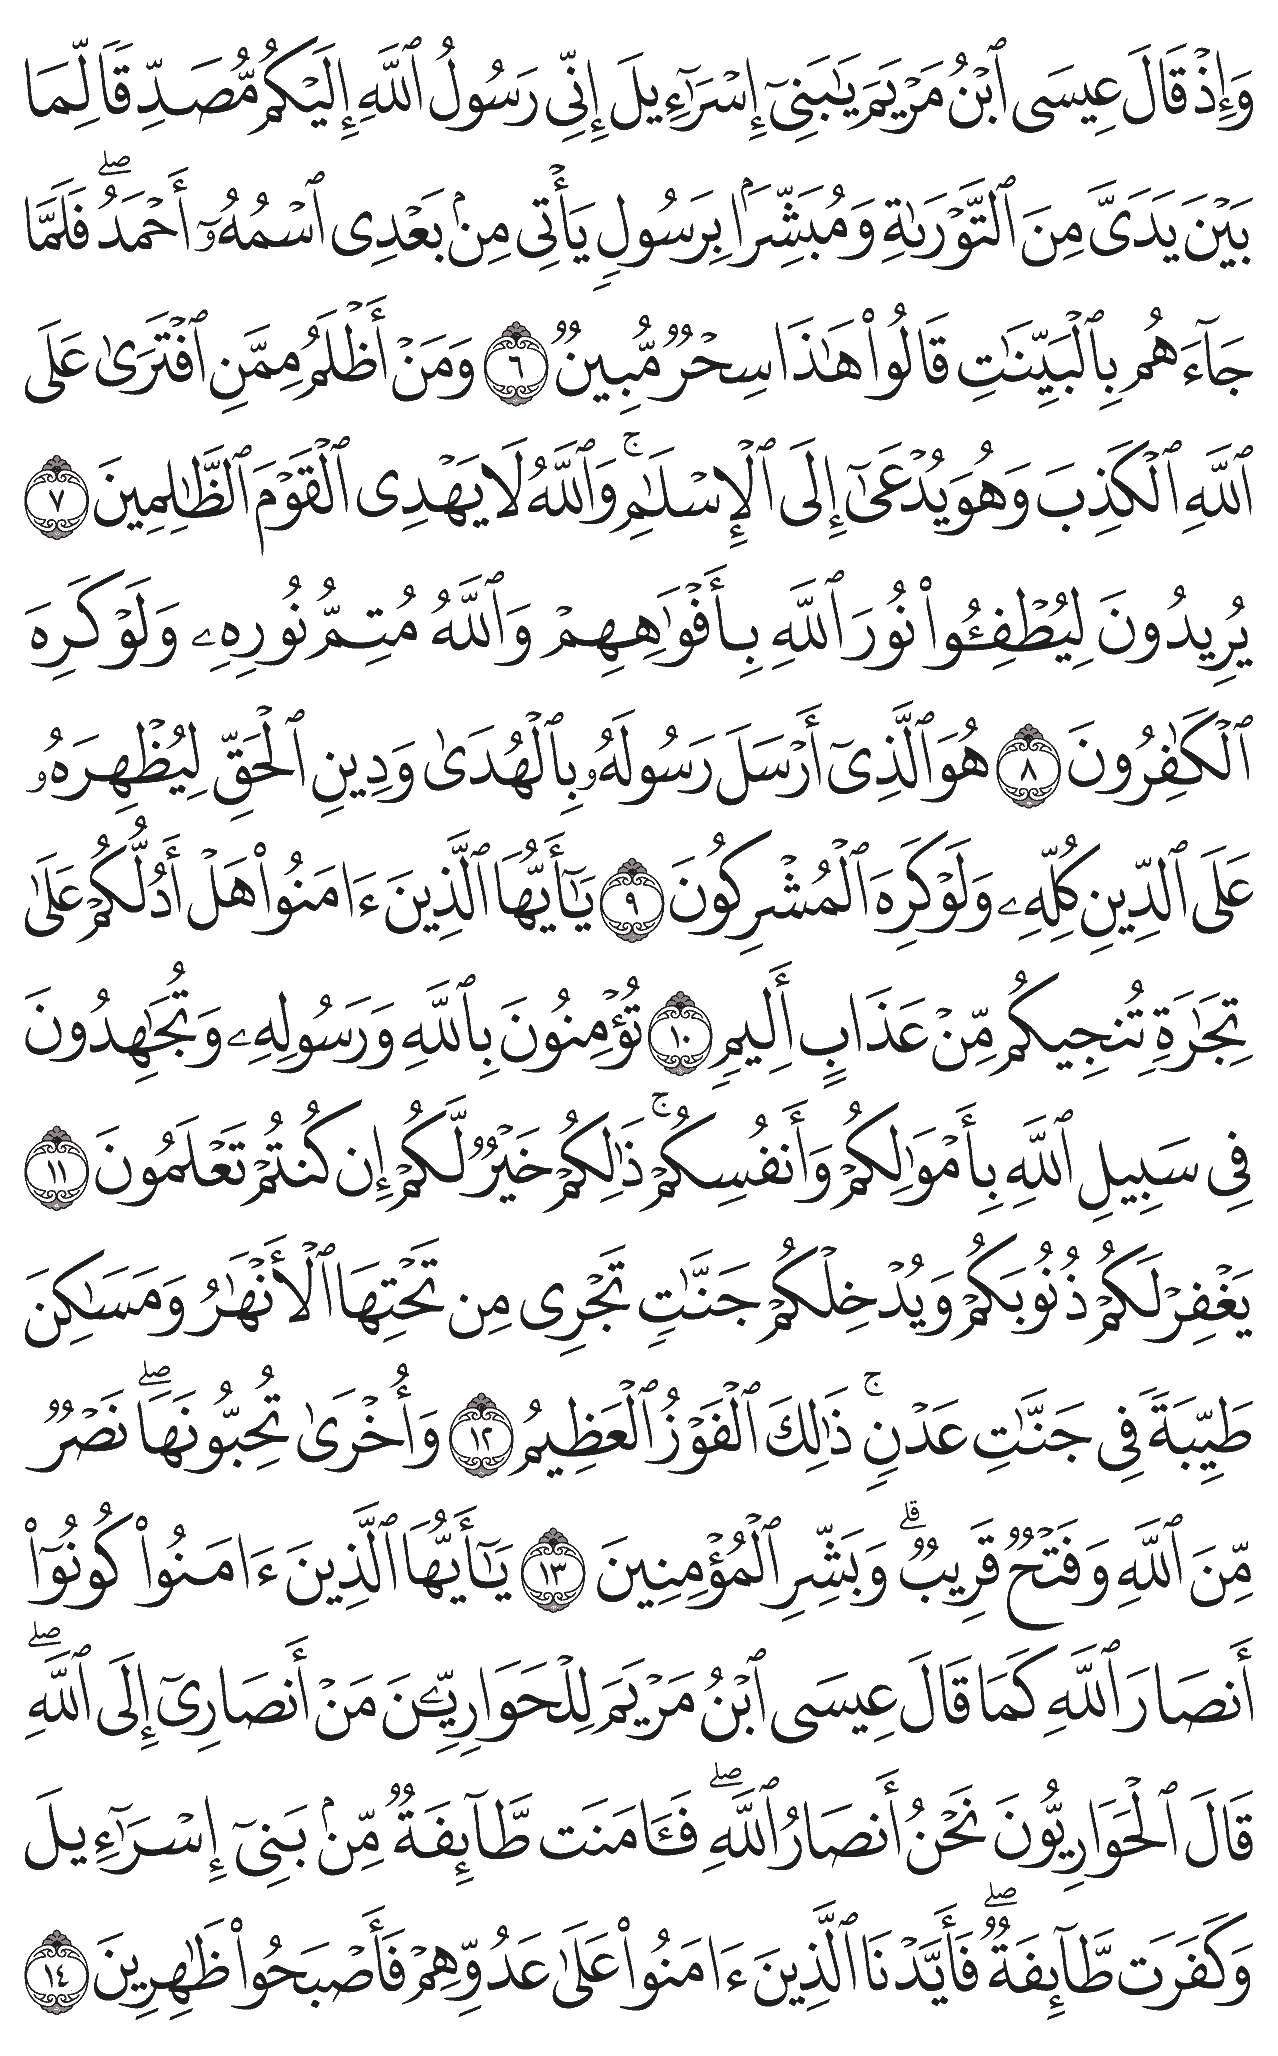 وَإِذْ قَالَ عِيسَى ٱبْنُ مَرْيَمَ يَـٰبَنِىٓ إِسْرَٰٓءِيلَ إِنِّى رَسُولُ ٱللَّهِ إِلَيْكُم مُّصَدِّقًا لِّمَا
بَيْنَ يَدَىَّ مِنَ ٱلتَّوْرَىٰةِ وَمُبَشِّرًۢا بِرَسُولٍ يَأْتِى مِنۢ بَعْدِى ٱسْمُهُۥٓ أَحْمَدُ ۖ فَلَمَّا
جَآءَهُم بِٱلْبَيِّنَـٰتِ قَالُوا۟ هَـٰذَا سِحْرٌ مُّبِينٌ ٦ وَمَنْ أَظْلَمُ مِمَّنِ ٱفْتَرَىٰ عَلَى
ٱللَّهِ ٱلْكَذِبَ وَهُوَ يُدْعَىٰٓ إِلَى ٱلْإِسْلَـٰمِ ۚ وَٱللَّهُ لَا يَهْدِى ٱلْقَوْمَ ٱلظَّـٰلِمِينَ ٧
يُرِيدُونَ لِيُطْفِـُٔوا۟ نُورَ ٱللَّهِ بِأَفْوَٰهِهِمْ وَٱللَّهُ مُتِمُّ نُورِهِۦ وَلَوْ كَرِهَ
ٱلْكَـٰفِرُونَ ٨ هُوَ ٱلَّذِىٓ أَرْسَلَ رَسُولَهُۥ بِٱلْهُدَىٰ وَدِينِ ٱلْحَقِّ لِيُظْهِرَهُۥ
عَلَى ٱلدِّينِ كُلِّهِۦ وَلَوْ كَرِهَ ٱلْمُشْرِكُونَ ٩ يَـٰٓأَيُّهَا ٱلَّذِينَ ءَامَنُوا۟ هَلْ أَدُلُّكُمْ عَلَىٰ
تِجَـٰرَةٍ تُنجِيكُم مِّنْ عَذَابٍ أَلِيمٍ ١٠ تُؤْمِنُونَ بِٱللَّهِ وَرَسُولِهِۦ وَتُجَـٰهِدُونَ
فِى سَبِيلِ ٱللَّهِ بِأَمْوَٰلِكُمْ وَأَنفُسِكُمْ ۚ ذَٰلِكُمْ خَيْرٌ لَّكُمْ إِن كُنتُمْ تَعْلَمُونَ ١١
يَغْفِرْ لَكُمْ ذُنُوبَكُمْ وَيُدْخِلْكُمْ جَنَّـٰتٍ تَجْرِى مِن تَحْتِهَا ٱلْأَنْهَـٰرُ وَمَسَـٰكِنَ
طَيِّبَةً فِى جَنَّـٰتِ عَدْنٍ ۚ ذَٰلِكَ ٱلْفَوْزُ ٱلْعَظِيمُ ١٢ وَأُخْرَىٰ تُحِبُّونَهَا ۖ نَصْرٌ
مِّنَ ٱللَّهِ وَفَتْحٌ قَرِيبٌ ۗ وَبَشِّرِ ٱلْمُؤْمِنِينَ ١٣ يَـٰٓأَيُّهَا ٱلَّذِينَ ءَامَنُوا۟ كُونُوٓا۟
أَنصَارَ ٱللَّهِ كَمَا قَالَ عِيسَى ٱبْنُ مَرْيَمَ لِلْحَوَارِيِّـۧنَ مَنْ أَنصَارِىٓ إِلَى ٱللَّهِ ۖ
قَالَ ٱلْحَوَارِيُّونَ نَحْنُ أَنصَارُ ٱللَّهِ ۖ فَـَٔامَنَت طَّآئِفَةٌ مِّنۢ بَنِىٓ إِسْرَٰٓءِيلَ
وَكَفَرَت طَّآئِفَةٌ ۖ فَأَيَّدْنَا ٱلَّذِينَ ءَامَنُوا۟ عَلَىٰ عَدُوِّهِمْ فَأَصْبَحُوا۟ ظَـٰهِرِينَ ١٤